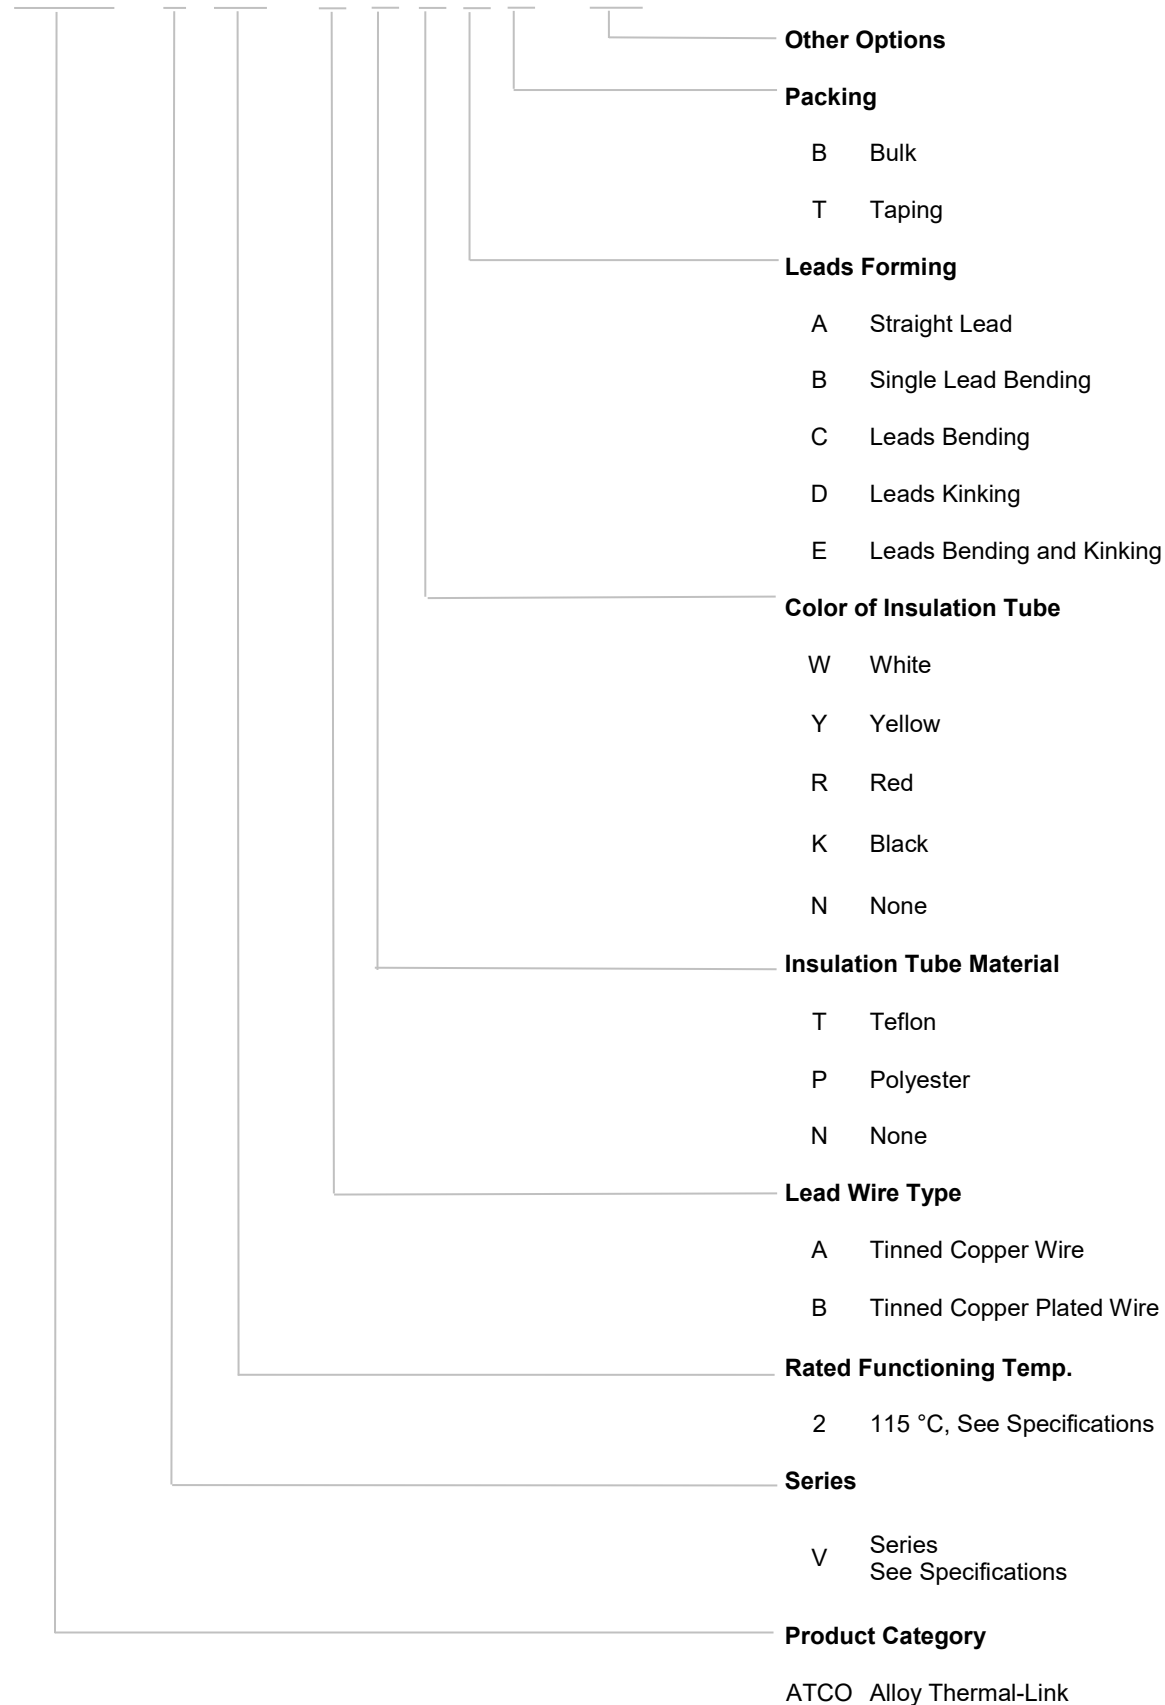 Other Options
Packing
B Bulk
T Taping
Leads Forming
A Straight Lead
B Single Lead Bending
C Leads Bending
D Leads Kinking
E Leads Bending and Kinking
Color of Insulation Tube
W White
Y Yellow
R Red
K Black
N None
Insulation Tube Material
T Teflon
P Polyester
N None
Lead Wire Type
A Tinned Copper Wire
B Tinned Copper Plated Wire
Rated Functioning Temp.
2 115 °C, See Specifications
Series
V Series
See Specifications
Product Category
ATCO Alloy Thermal-Link